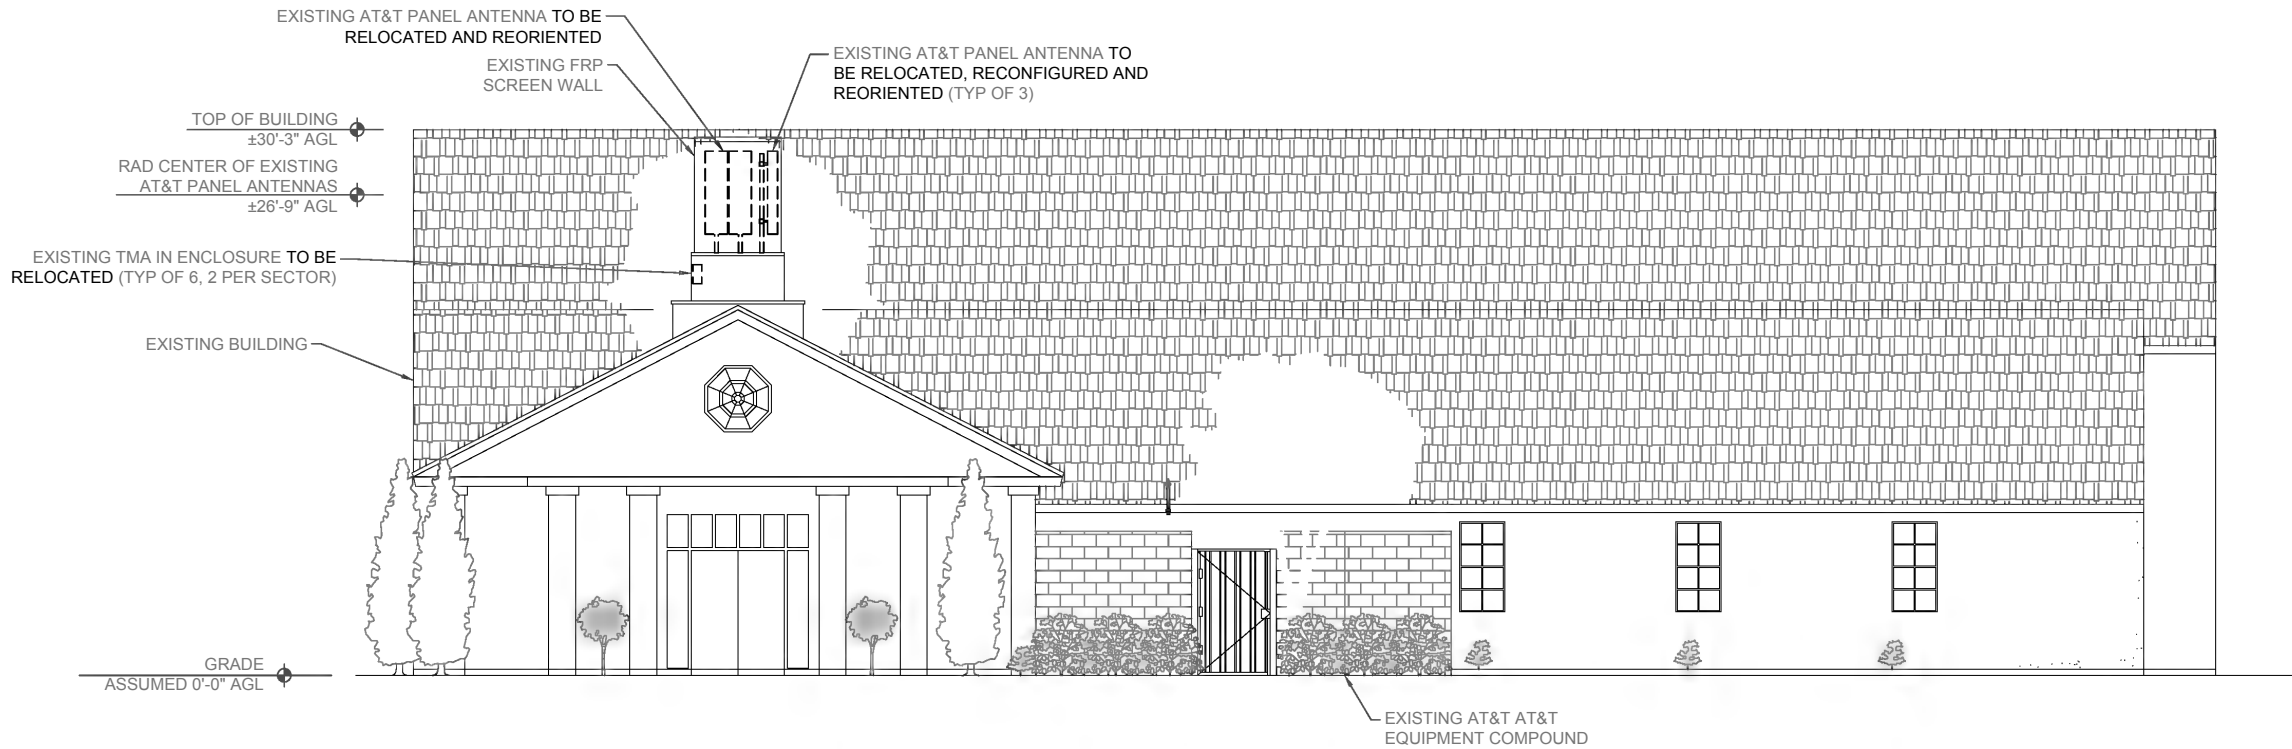 EXISTING AT&T PANEL ANTENNA TO BE
RELOCATED AND REORIENTED
EXISTING FRP
SCREEN WALL
EXISTING AT&T PANEL ANTENNA TO
BE RELOCATED, RECONFIGURED AND
REORIENTED (TYP OF 3)
TOP OF BUILDING
±30'-3" AGL
RAD CENTER OF EXISTING
AT&T PANEL ANTENNAS
±26'-9" AGL
EXISTING TMA IN ENCLOSURE TO BE
RELOCATED (TYP OF 6, 2 PER SECTOR)
EXISTING BUILDING
GRADE
ASSUMED 0'-0" AGL
EXISTING AT&T AT&T
EQUIPMENT COMPOUND